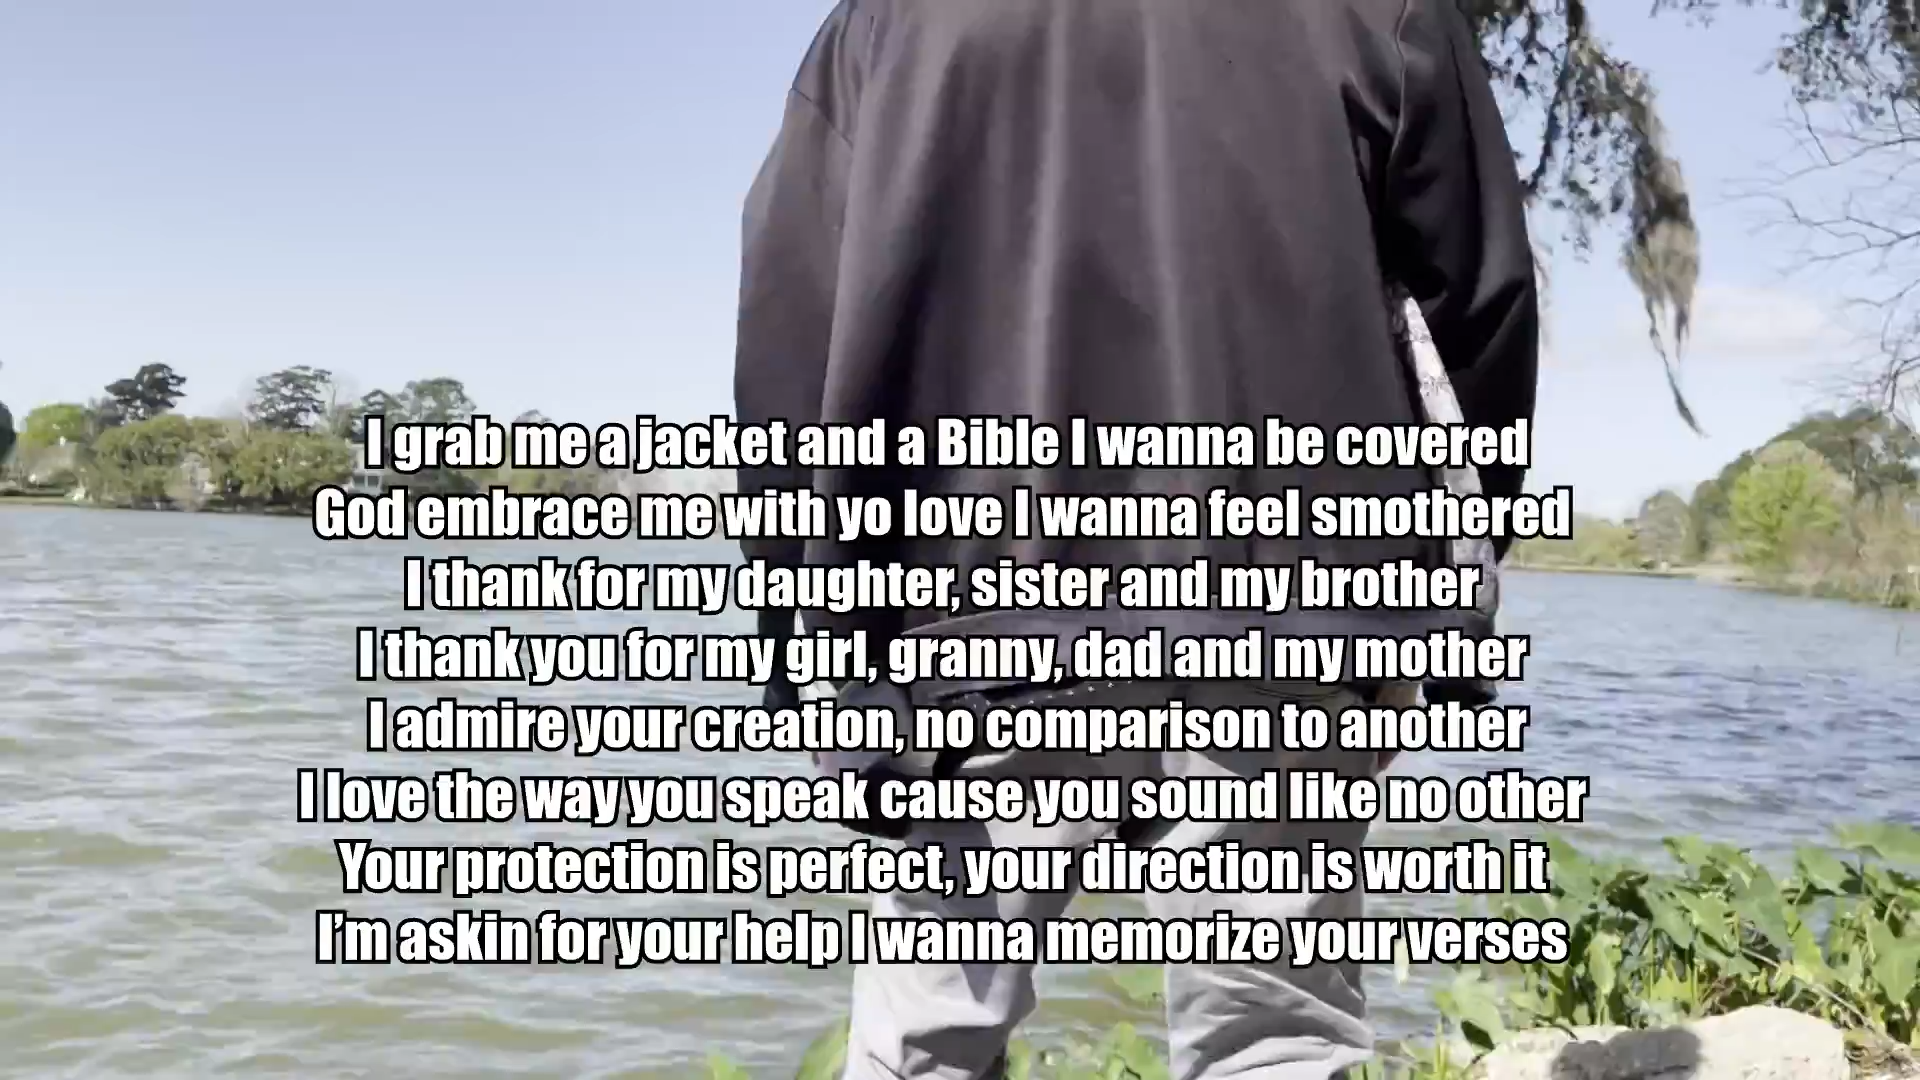 I grab me a jacket and a Bible I wanna be covered
God embrace me with yo love I wanna feel smothered
I thank for my daughter, sister and my brother
I thank you for my girl, granny, dad and my mother
I admire your creation, no comparison to another
I love the way you speak cause you sound like no other
Your protection is perfect, your direction is worth it
I'm askin for your help I wanna memorize your verses